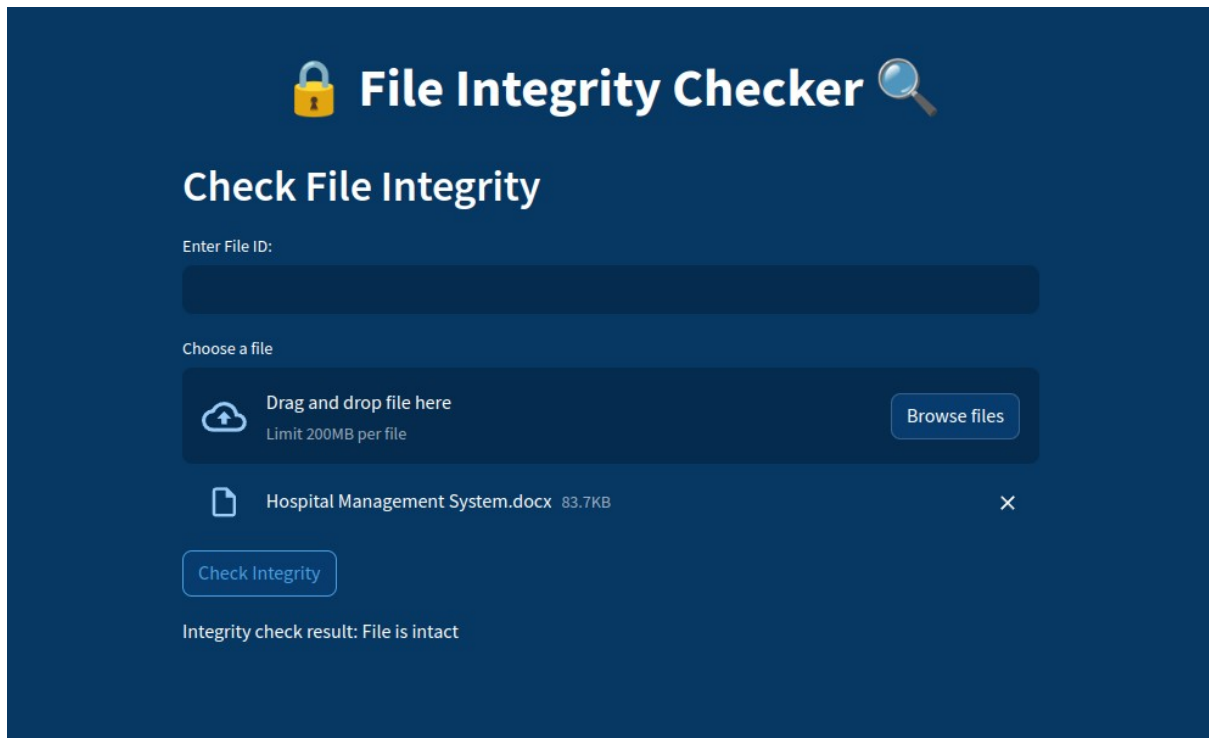 File Integrity Checker
Check File Integrity
Enter File ID:
Choose a file
Drag and drop file here
Limit 200MB per file
Browse files
Hospital Management System.docx 83.7KB
Check Integrity
Integrity check result: File is intact